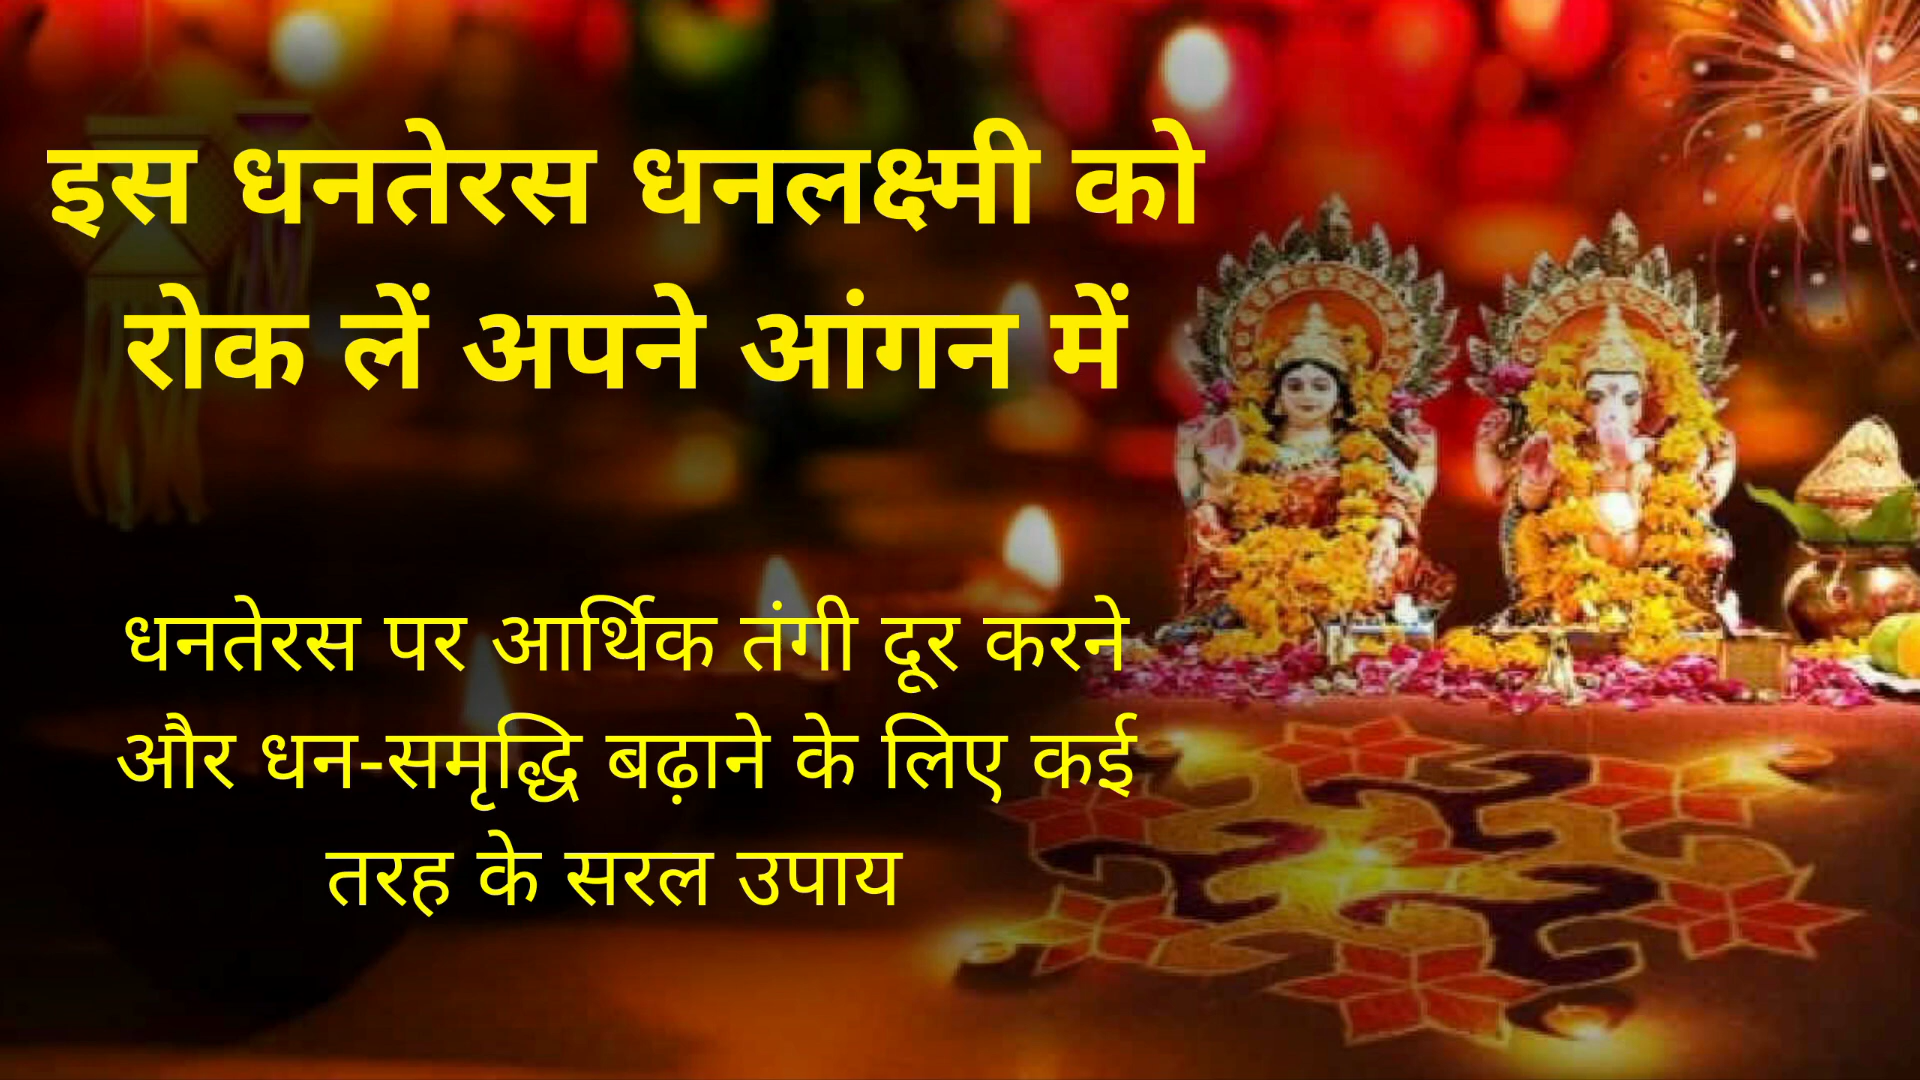 इस धनतेरस धनलक्ष्मी को
रोक लें अपने आंगन में
धनतेरस पर आर्थिक तंगी दूर करने
और धन-समृद्धि बढ़ाने के लिए कई
तरह के सरल उपाय